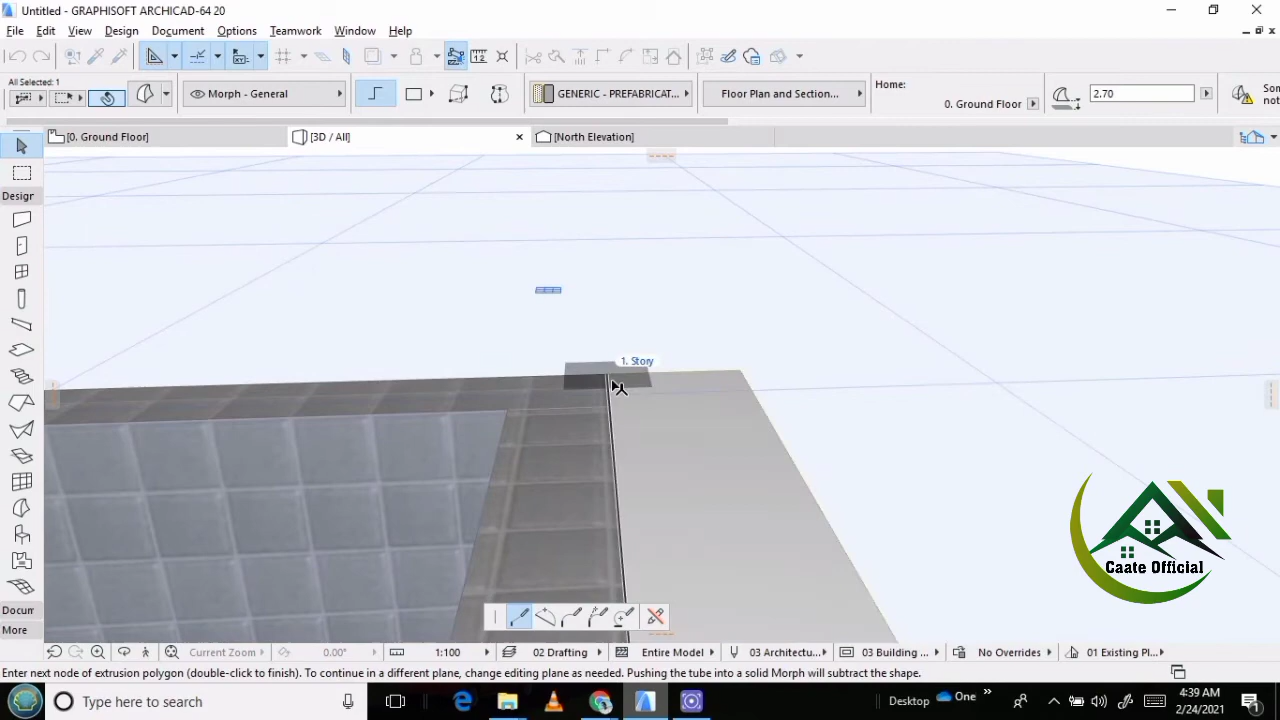 Untitled - GRAPHISOFT ARCHICAD-64 20
File Edit View Design Document Options Teamwork Window Help
All Selected: 1
Morph - General
GENERIC - PREFABRICAT...
Floor Plan and Section...
Home:
0. Ground Floor
2.70
[0. Ground Floor]
[3D / All]
[North Elevation]
Design
1. Story
Caate Official
Docum
More
Current Zoom
0.00°
1:100
02 Drafting
Entire Model
03 Architectu...
03 Building ...
No Overrides
01 Existing Pl...
Enter next node of extrusion polygon (double-click to finish). To continue in a different plane, change editing plane as needed. Pushing the tube into a solid Morph will subtract the shape.
Type here to search
Desktop
One
4:39 AM
2/24/2021